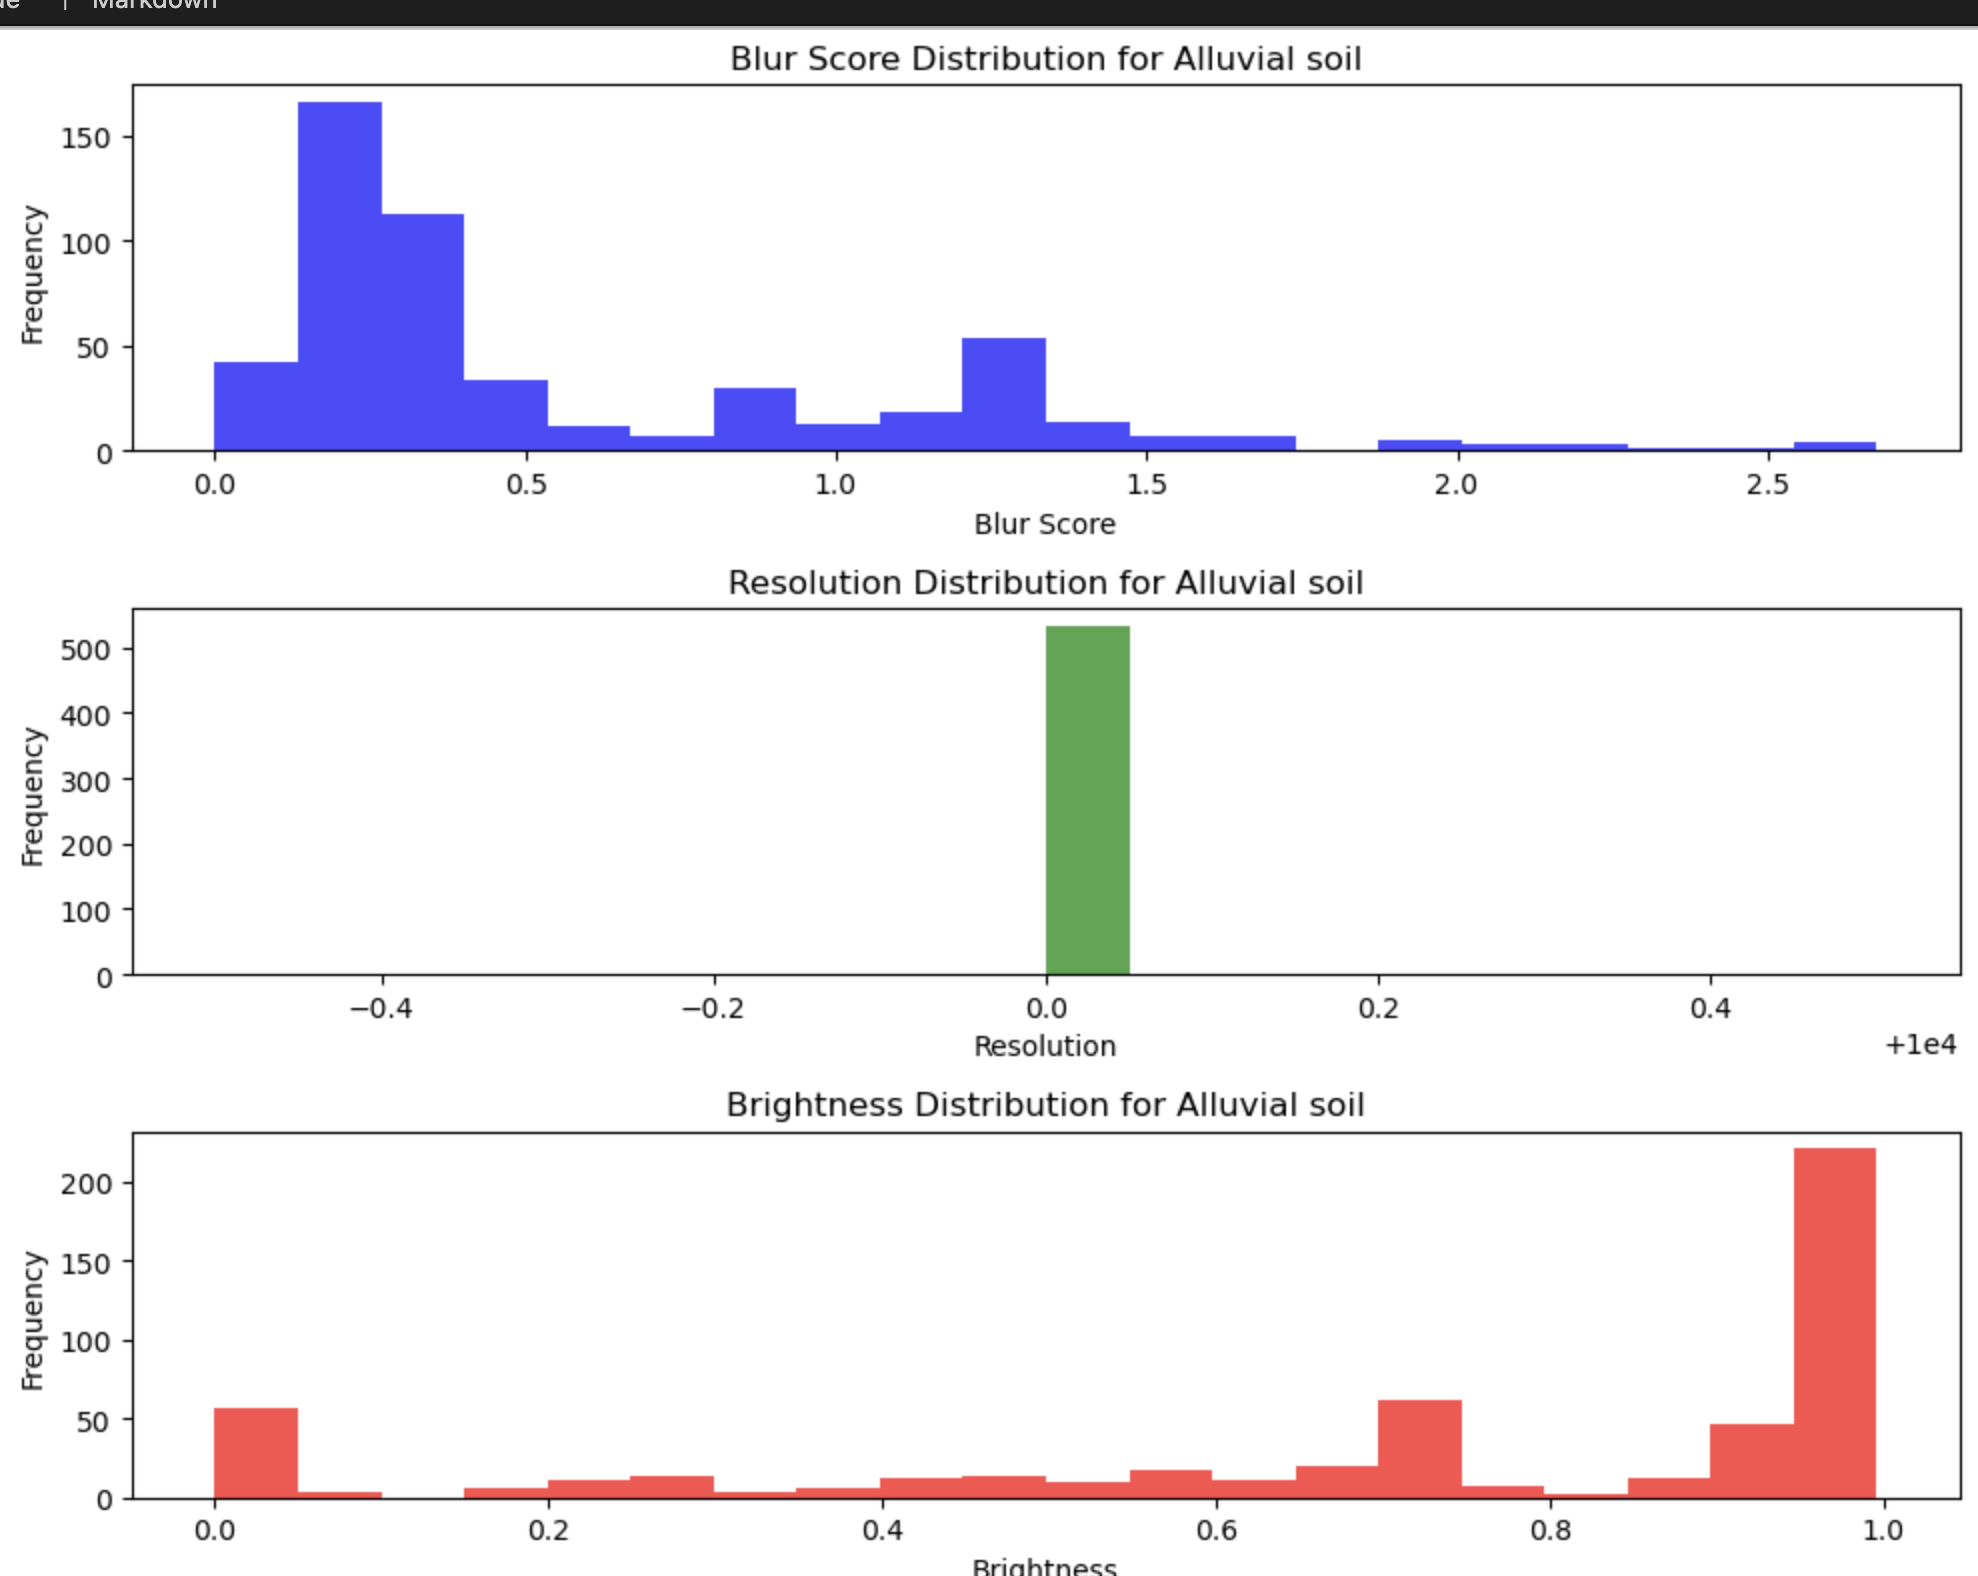 | Markdown
Blur Score Distribution for Alluvial soil
Frequency
150
100
50
0
0.0 0.5 1.0 1.5 2.0 2.5
Blur Score
Resolution Distribution for Alluvial soil
Frequency
500
400
300
200
100
0
−0.4 −0.2 0.0 0.2 0.4
Resolution
+1e4
Brightness Distribution for Alluvial soil
Frequency
200
150
100
50
0
0.0 0.2 0.4 0.6 0.8 1.0
Brightness